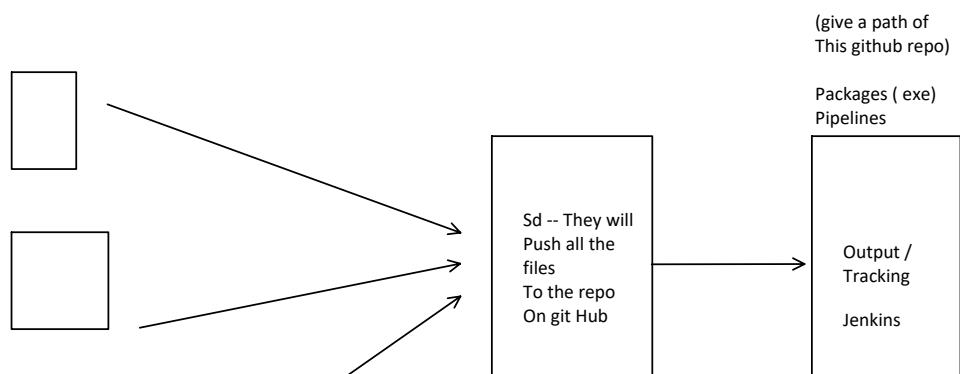 (give a path of
This github repo)
Packages ( exe)
Pipelines
Sd -- They will
Push all the
files
To the repo
On git Hub
Output /
Tracking
Jenkins